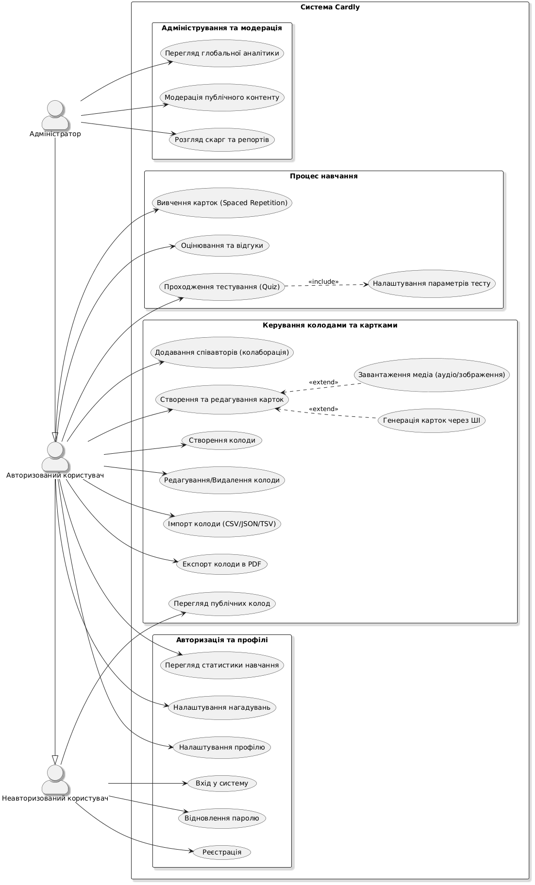 Система Cardly
Адміністрування та модерація
Перегляд глобальної аналітики
Модерація публічного контенту
Розгляд скарг та репортів
Адміністратор
Процес навчання
Вивчення карток (Spaced Repetition)
Оцінювання та відгуки
Проходження тестування (Quiz)
«include»
Налаштування параметрів тесту
Керування колодами та картками
Додавання співавторів (колаборація)
Створення та редагування карток
«extend»
Завантаження медіа (аудіо/зображення)
«extend»
Генерація карток через ШІ
Створення колоди
Авторизований користувач
Редагування/Видалення колоди
Імпорт колоди (CSV/JSON/TSV)
Експорт колоди в PDF
Перегляд публічних колод
Авторизація та профілі
Перегляд статистики навчання
Налаштування нагадувань
Налаштування профілю
Вхід у систему
Неавторизований користувач
Відновлення паролю
Реєстрація